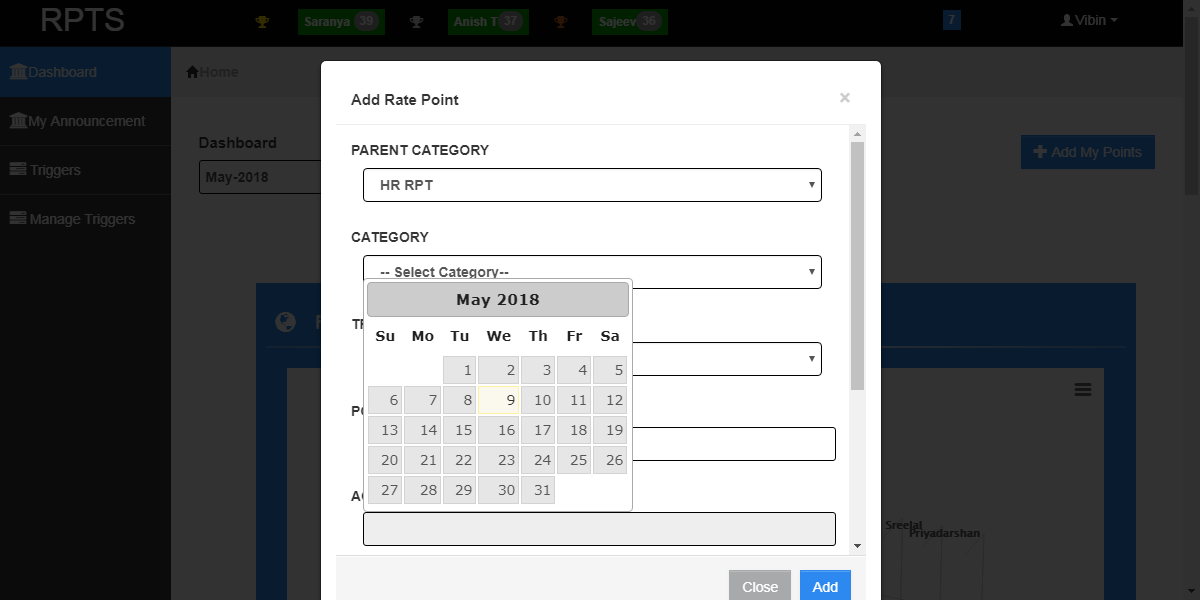 RPTS
Saranya 39
Anish T 37
Sajeev 36
7
Vibin
Dashboard
My Announcement
Triggers
Manage Triggers
Home
Dashboard
May-2018
Add My Points
Add Rate Point
×
PARENT CATEGORY
HR RPT
CATEGORY
-- Select Category--
May 2018
Su Mo Tu We Th Fr Sa
1 2 3 4 5
6 7 8 9 10 11 12
13 14 15 16 17 18 19
20 21 22 23 24 25 26
27 28 29 30 31
Sreelal
Priyadarshan
Close
Add